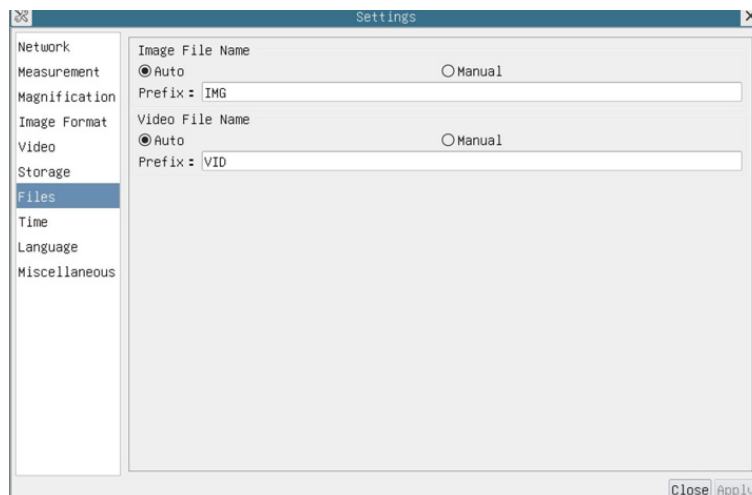 Settings
Network
Measurement
Magnification
Image Format
Video
Storage
Files
Time
Language
Miscellaneous
Image File Name
Auto Manual
Prefix: IMG
Video File Name
Auto Manual
Prefix: VID
Close Apply